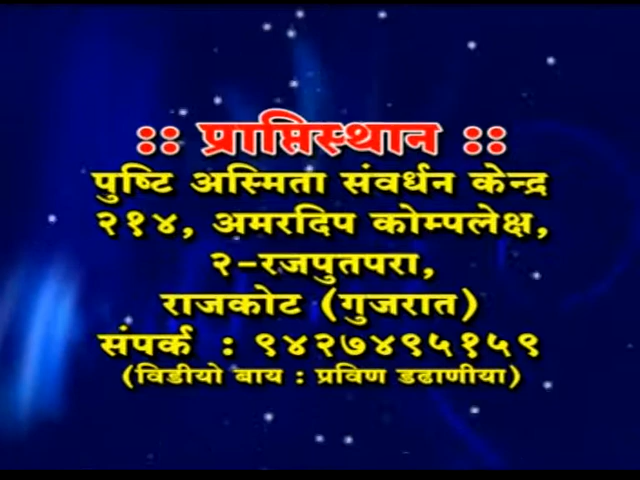 :: प्राप्तिस्थान ::
पुष्टि अस्मिता संवर्धन केन्द्र
२१४, अमरदिप कोम्पलेक्ष,
२-रजपुतपरा,
राजकोट (गुजरात)
संपर्क : ९४२७४९५१५९
(विडीयो बाय : प्रविण डढाणीया)